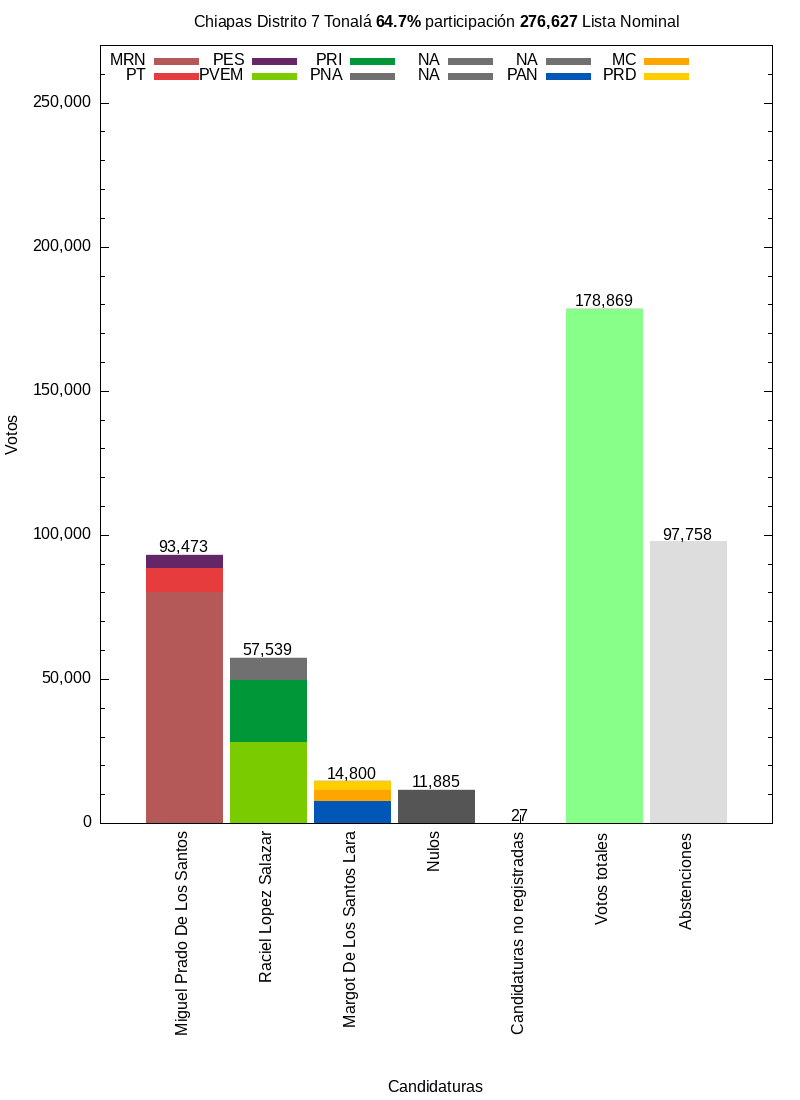 Chiapas Distrito 7 Tonalá 64.7% participación 276,627 Lista Nominal
MRN PES PRI NA NA MC
PT PVEM PNA NA PAN PRD
250,000
200,000
150,000
100,000
50,000
0
Votos
93,473
57,539
14,800
11,885
27
178,869
97,758
Miguel Prado De Los Santos
Raciel Lopez Salazar
Margot De Los Santos Lara
Nulos
Candidaturas no registradas
Votos totales
Abstenciones
Candidaturas